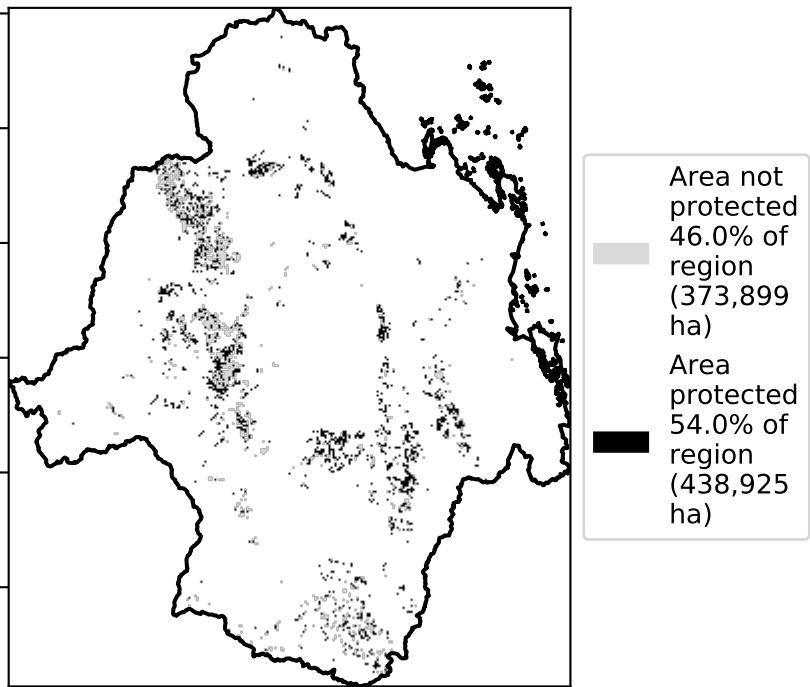 Area not
protected
46.0% of
region
(373,899
ha)
Area
protected
54.0% of
region
(438,925
ha)